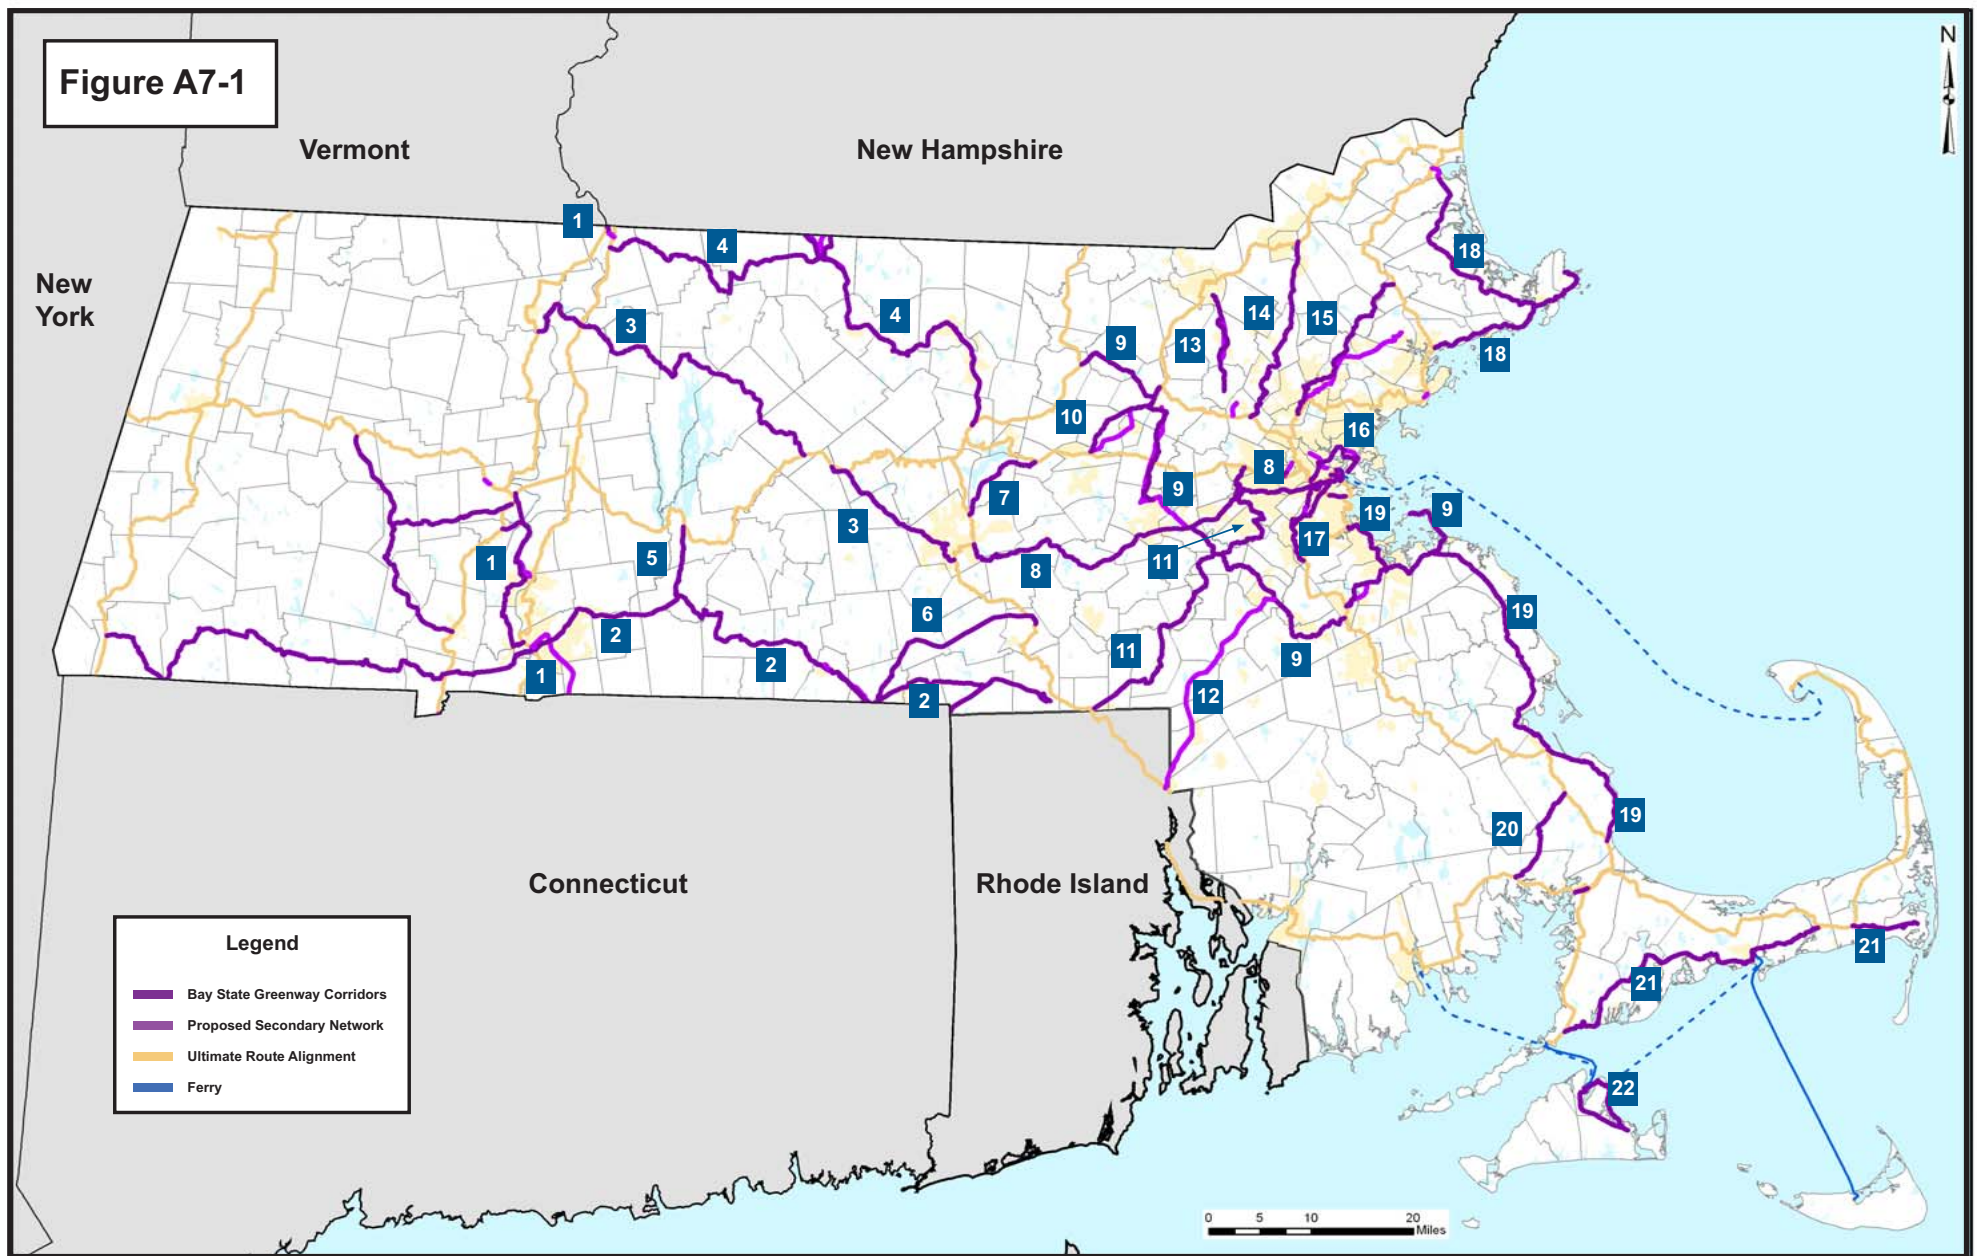 Figure A7-1
N
Vermont
New Hampshire
1
4
18
New
York
3
4
14
15
9
13
18
10
16
8
7
9
19
9
3
17
1
5
11
8
6
19
2
11
9
2
1
12
2
19
20
Connecticut
Rhode Island
21
21
Legend
Bay State Greenway Corridors
Proposed Secondary Network
Ultimate Route Alignment
Ferry
22
0 5 10 20
Miles